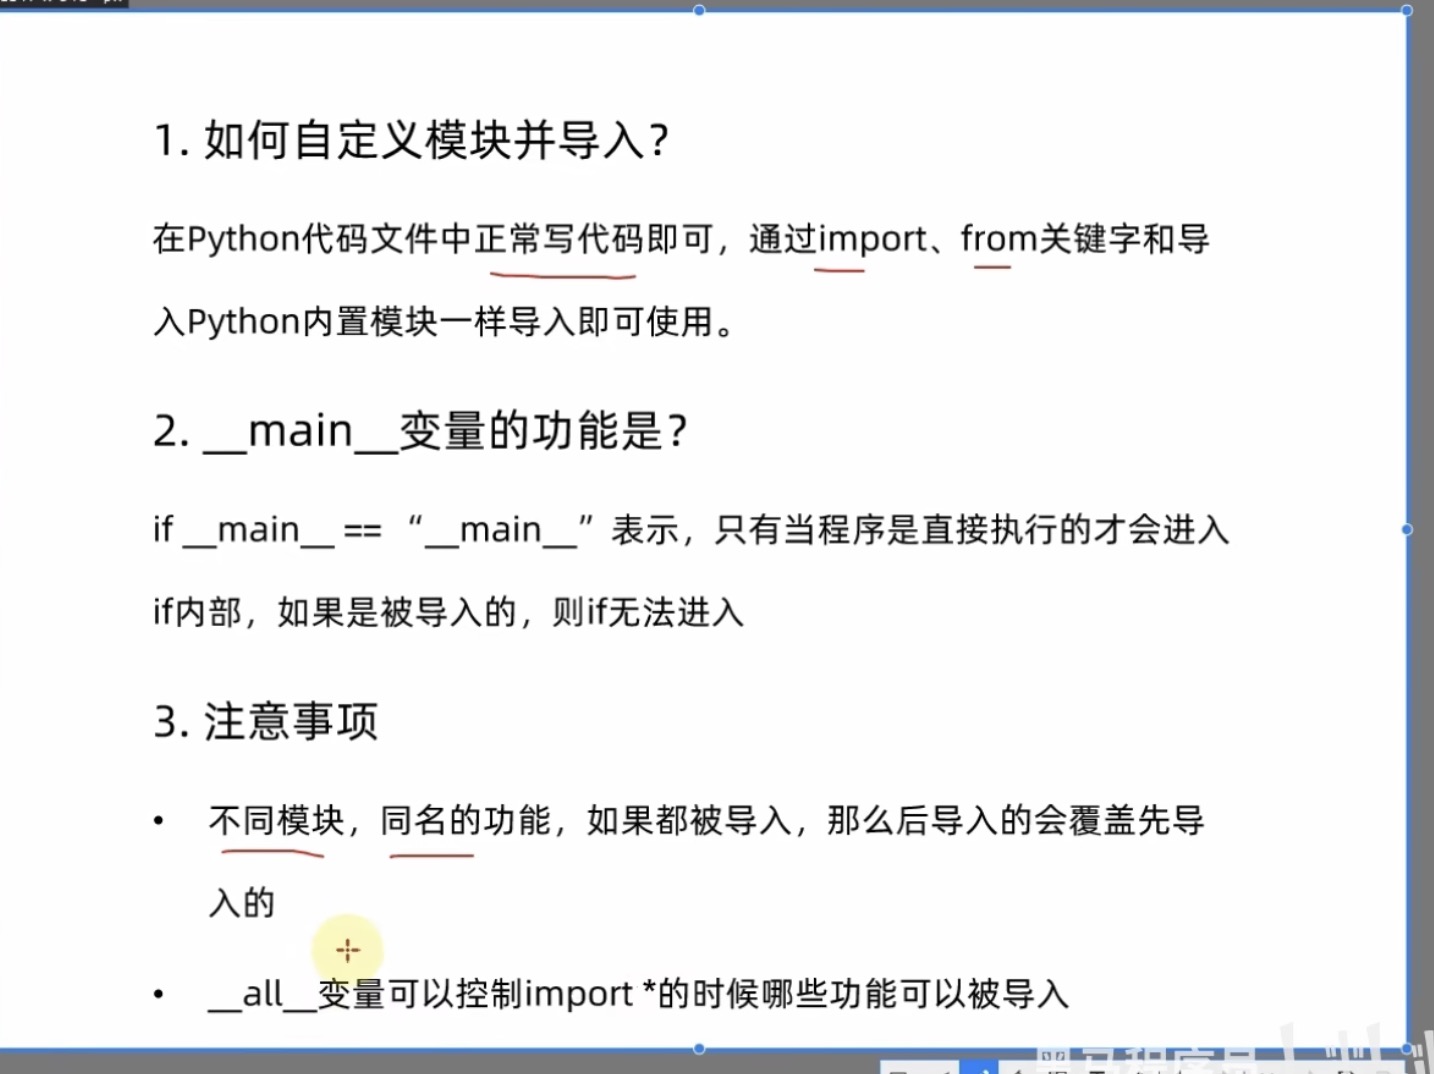 1. 如何自定义模块并导入？
在Python代码文件中正常写代码即可，通过import、from关键字和导
入Python内置模块一样导入即可使用。
2. __main__变量的功能是？
if __main__ == “__main__”表示，只有当程序是直接执行的才会进入
if内部，如果是被导入的，则if无法进入
3. 注意事项
• 不同模块，同名的功能，如果都被导入，那么后导入的会覆盖先导
入的
• __all__变量可以控制import *的时候哪些功能可以被导入